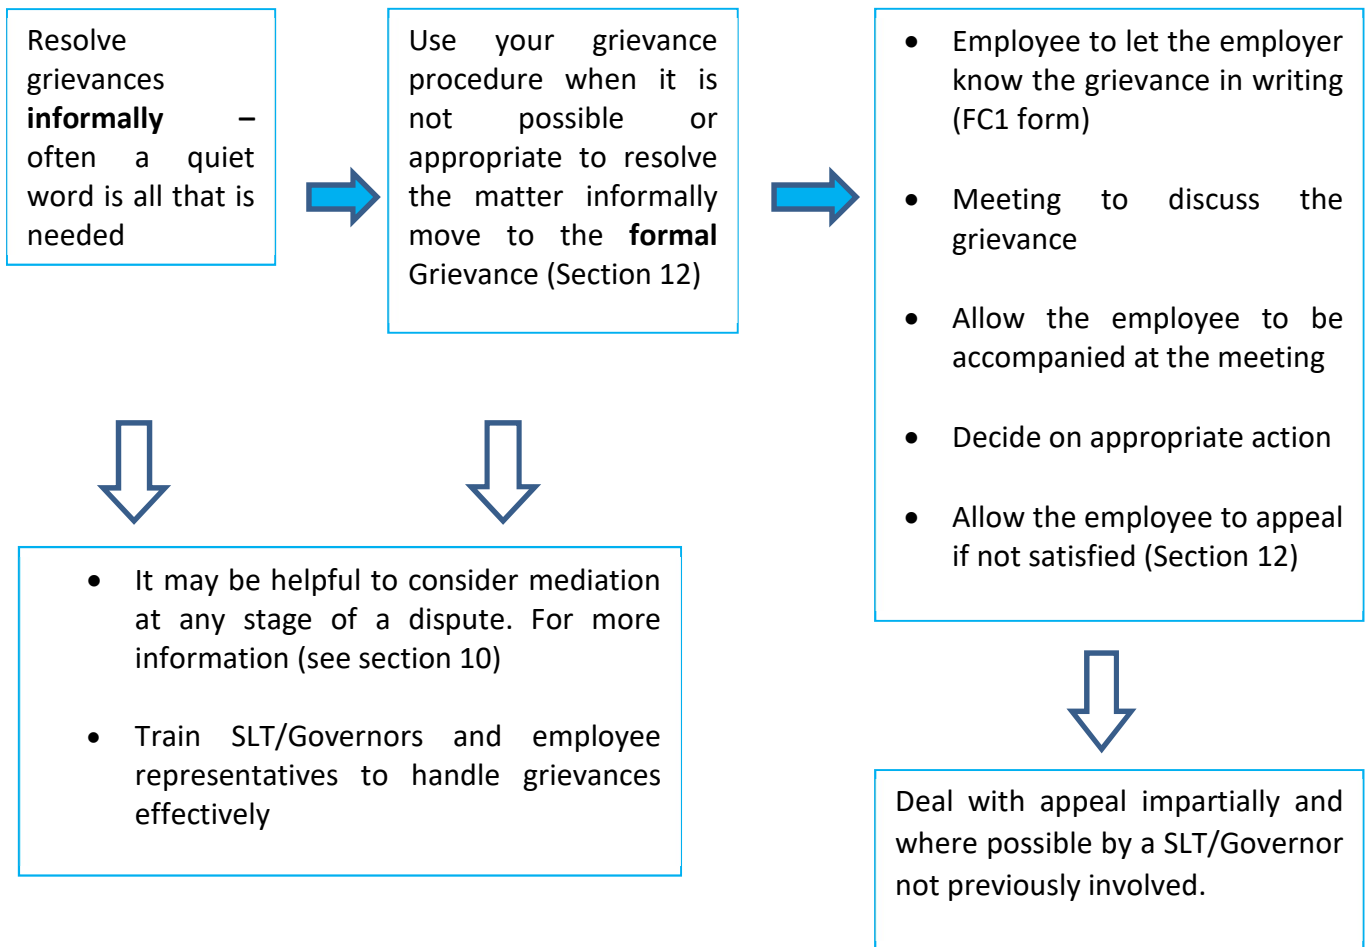 Resolve
grievances
informally –
often a quiet
word is all that is
needed
Use your grievance
procedure when it is
not possible or
appropriate to resolve
the matter informally
move to the formal
Grievance (Section 12)
• Employee to let the employer
know the grievance in writing
(FC1 form)
• Meeting to discuss the
grievance
• Allow the employee to be
accompanied at the meeting
• Decide on appropriate action
• Allow the employee to appeal
if not satisfied (Section 12)
• It may be helpful to consider mediation
at any stage of a dispute. For more
information (see section 10)
• Train SLT/Governors and employee
representatives to handle grievances
effectively
Deal with appeal impartially and
where possible by a SLT/Governor
not previously involved.